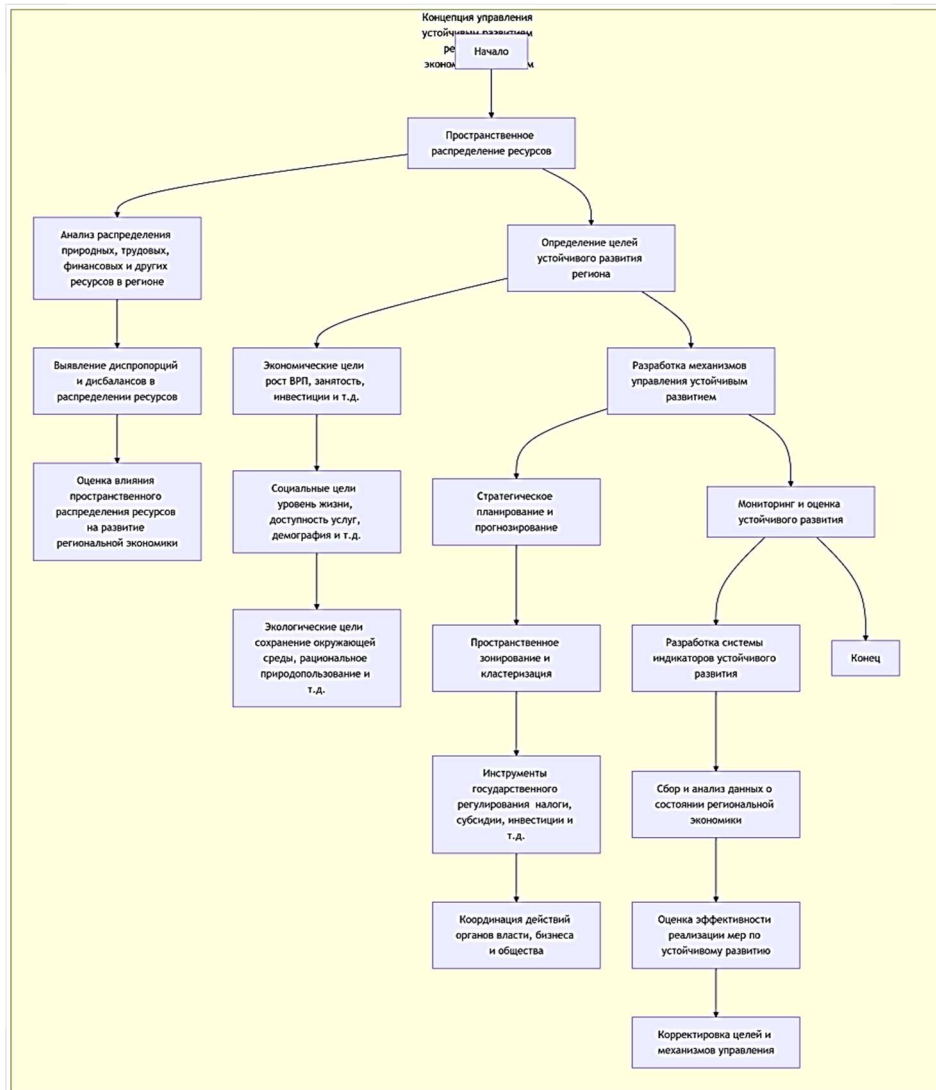 Концепция управления
устойчивым развитием
ре
эконом
ем
Начало
Пространственное
распределение ресурсов
Анализ распределения
природных, трудовых,
финансовых и других
ресурсов в регионе
Определение целей
устойчивого развития
региона
Выявление диспропорций
и дисбалансов в
распределении ресурсов
Экономические цели
рост ВРП, занятость,
инвестиции и т.д.
Разработка механизмов
управления устойчивым
развитием
Оценка влияния
пространственного
распределения ресурсов
на развитие
региональной экономики
Социальные цели
уровень жизни,
доступность услуг,
демография и т.д.
Стратегическое
планирование и
прогнозирование
Мониторинг и оценка
устойчивого развития
Экологические цели
сохранение окружающей
среды, рациональное
природопользование и
т.д.
Пространственное
зонирование и
кластеризация
Разработка системы
индикаторов устойчивого
развития
Конец
Инструменты
государственного
регулирования налоги,
субсидии, инвестиции и
т.д.
Сбор и анализ данных о
состоянии региональной
экономики
Координация действий
органов власти, бизнеса
и общества
Оценка эффективности
реализации мер по
устойчивому развитию
Корректировка целей и
механизмов управления